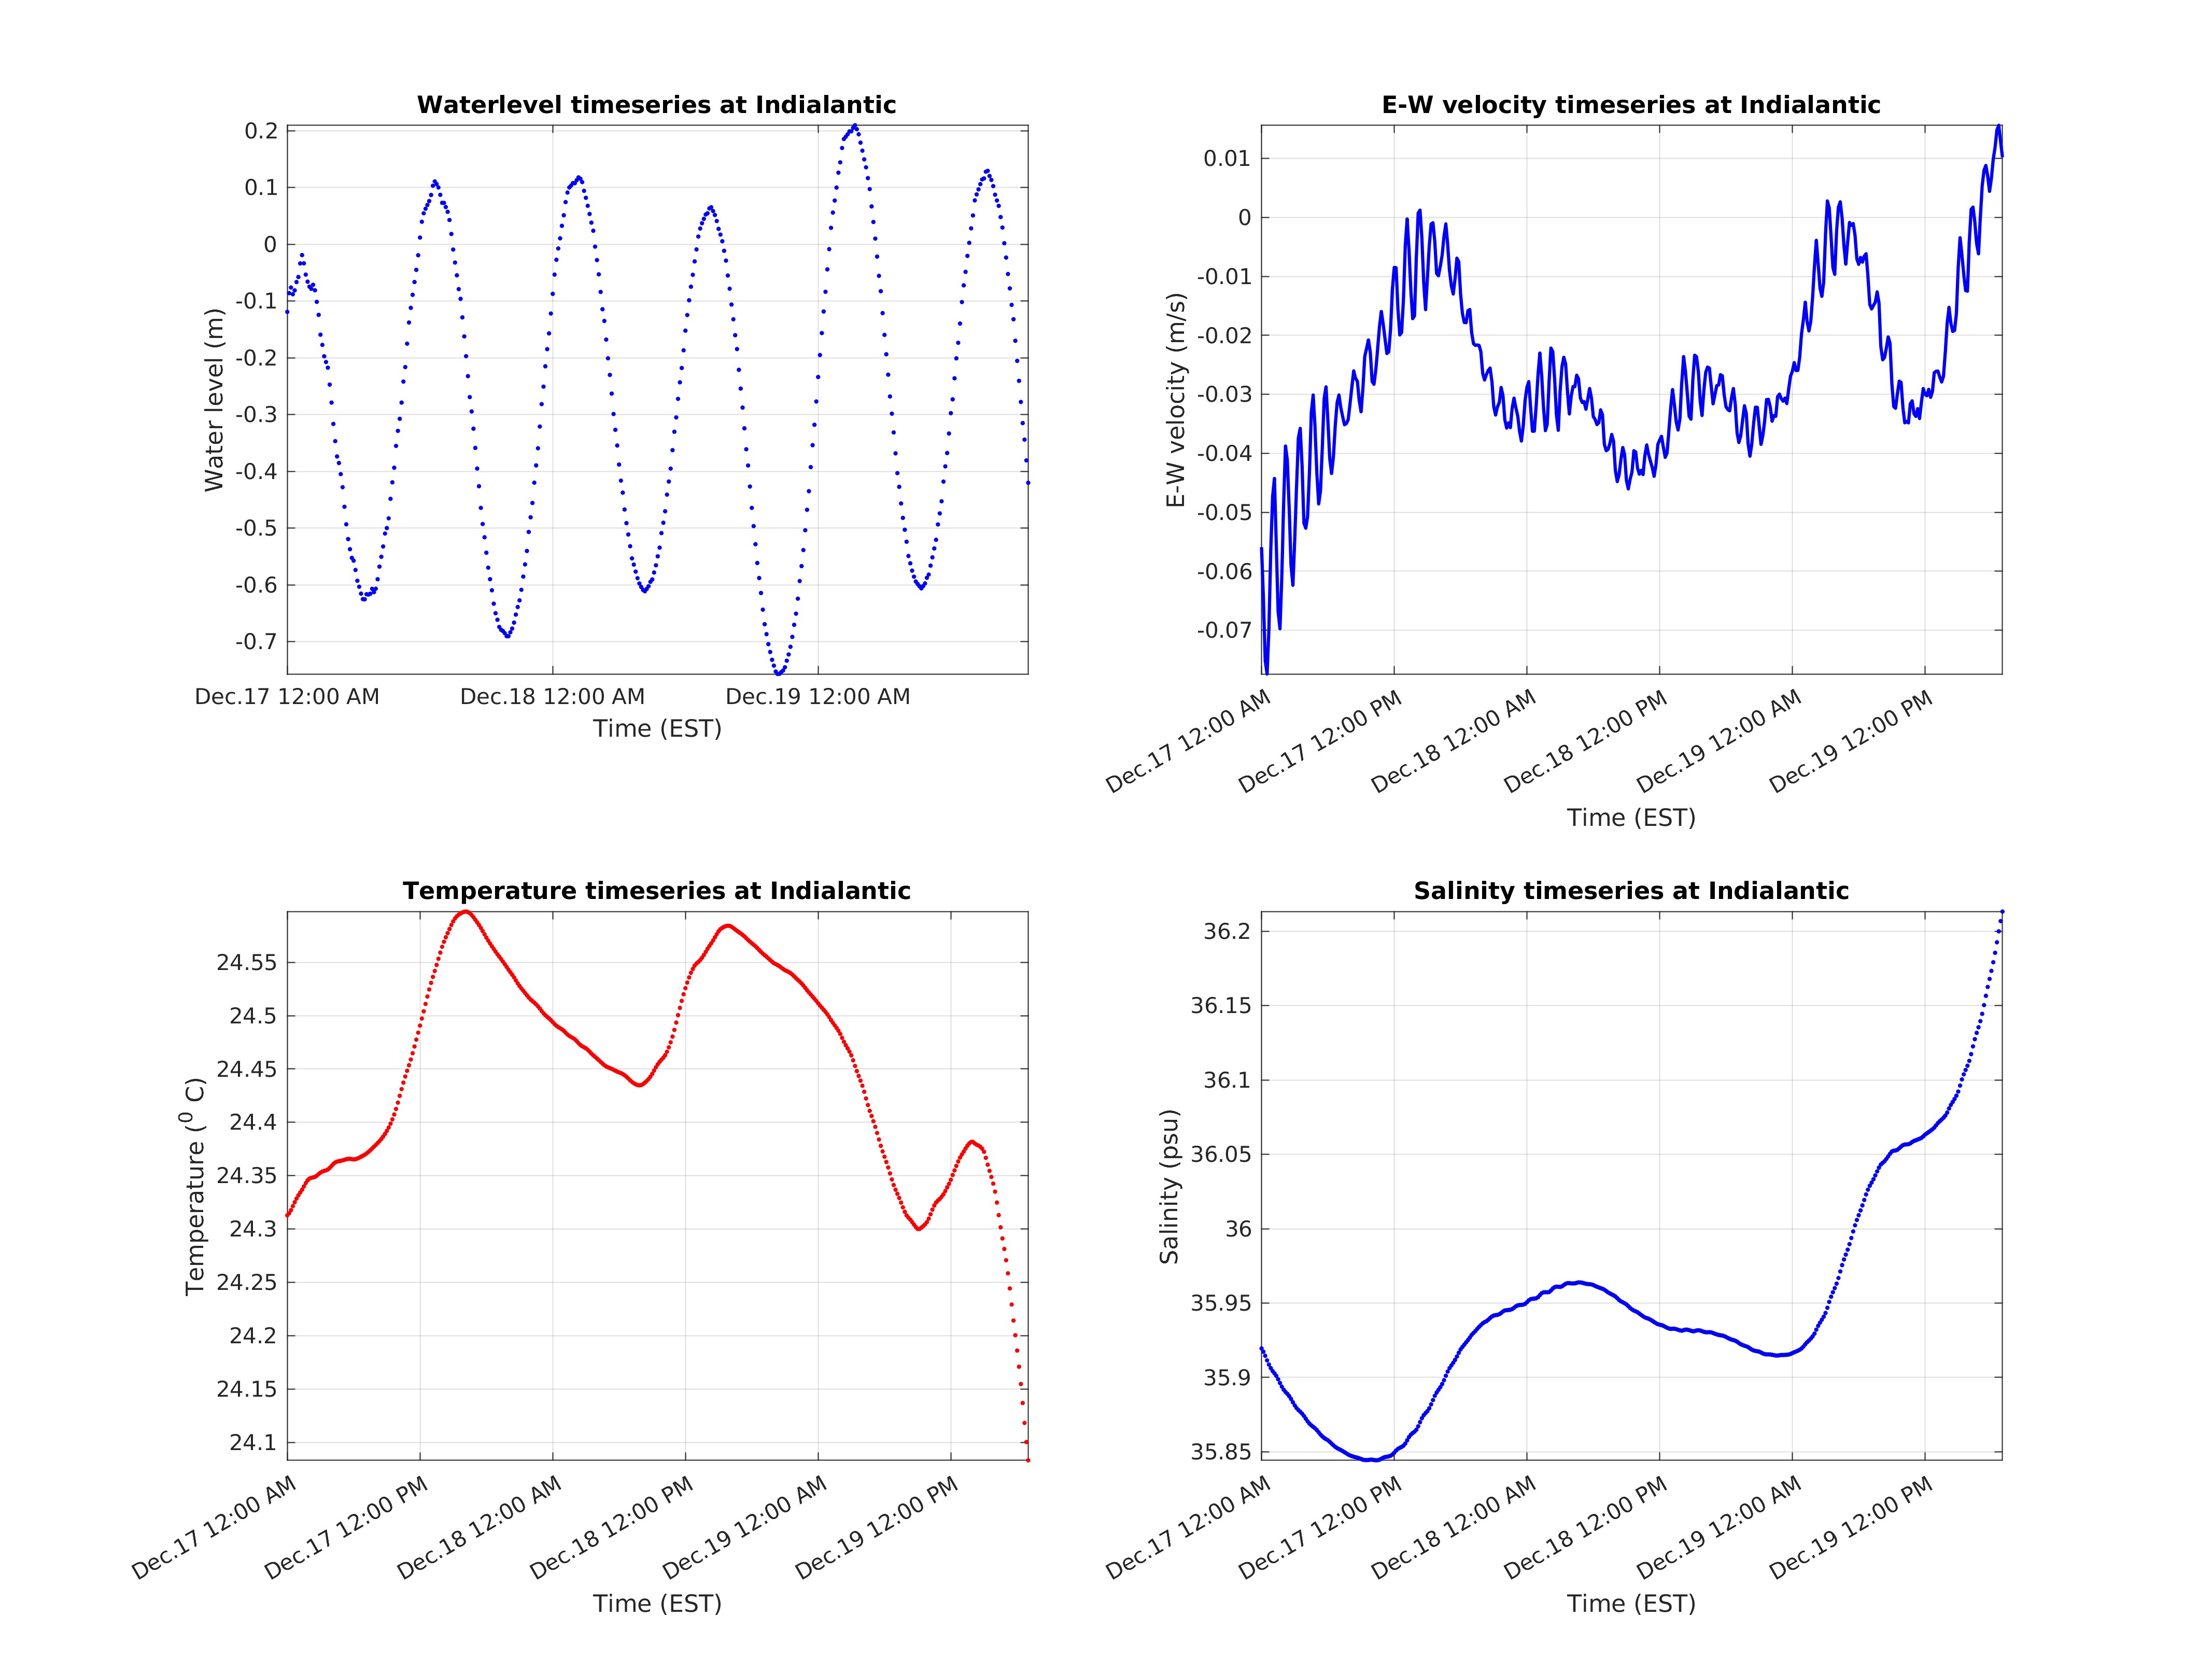 Waterlevel timeseries at Indialantic
0.2
0.1
0
-0.1
-0.2
-0.3
-0.4
-0.5
-0.6
-0.7
Water level (m)
Dec.17 12:00 AM
Dec.18 12:00 AM
Dec.19 12:00 AM
Time (EST)
E-W velocity timeseries at Indialantic
0.01
0
-0.01
-0.02
-0.03
-0.04
-0.05
-0.06
-0.07
E-W velocity (m/s)
Dec.17 12:00 AM
Dec.17 12:00 PM
Dec.18 12:00 AM
Dec.18 12:00 PM
Dec.19 12:00 AM
Dec.19 12:00 PM
Time (EST)
Temperature timeseries at Indialantic
24.55
24.5
24.45
24.4
24.35
24.3
24.25
24.2
24.15
24.1
Temperature (⁰ C)
Dec.17 12:00 AM
Dec.17 12:00 PM
Dec.18 12:00 AM
Dec.18 12:00 PM
Dec.19 12:00 AM
Dec.19 12:00 PM
Time (EST)
Salinity timeseries at Indialantic
36.2
36.15
36.1
36.05
36
35.95
35.9
35.85
Salinity (psu)
Dec.17 12:00 AM
Dec.17 12:00 PM
Dec.18 12:00 AM
Dec.18 12:00 PM
Dec.19 12:00 AM
Dec.19 12:00 PM
Time (EST)